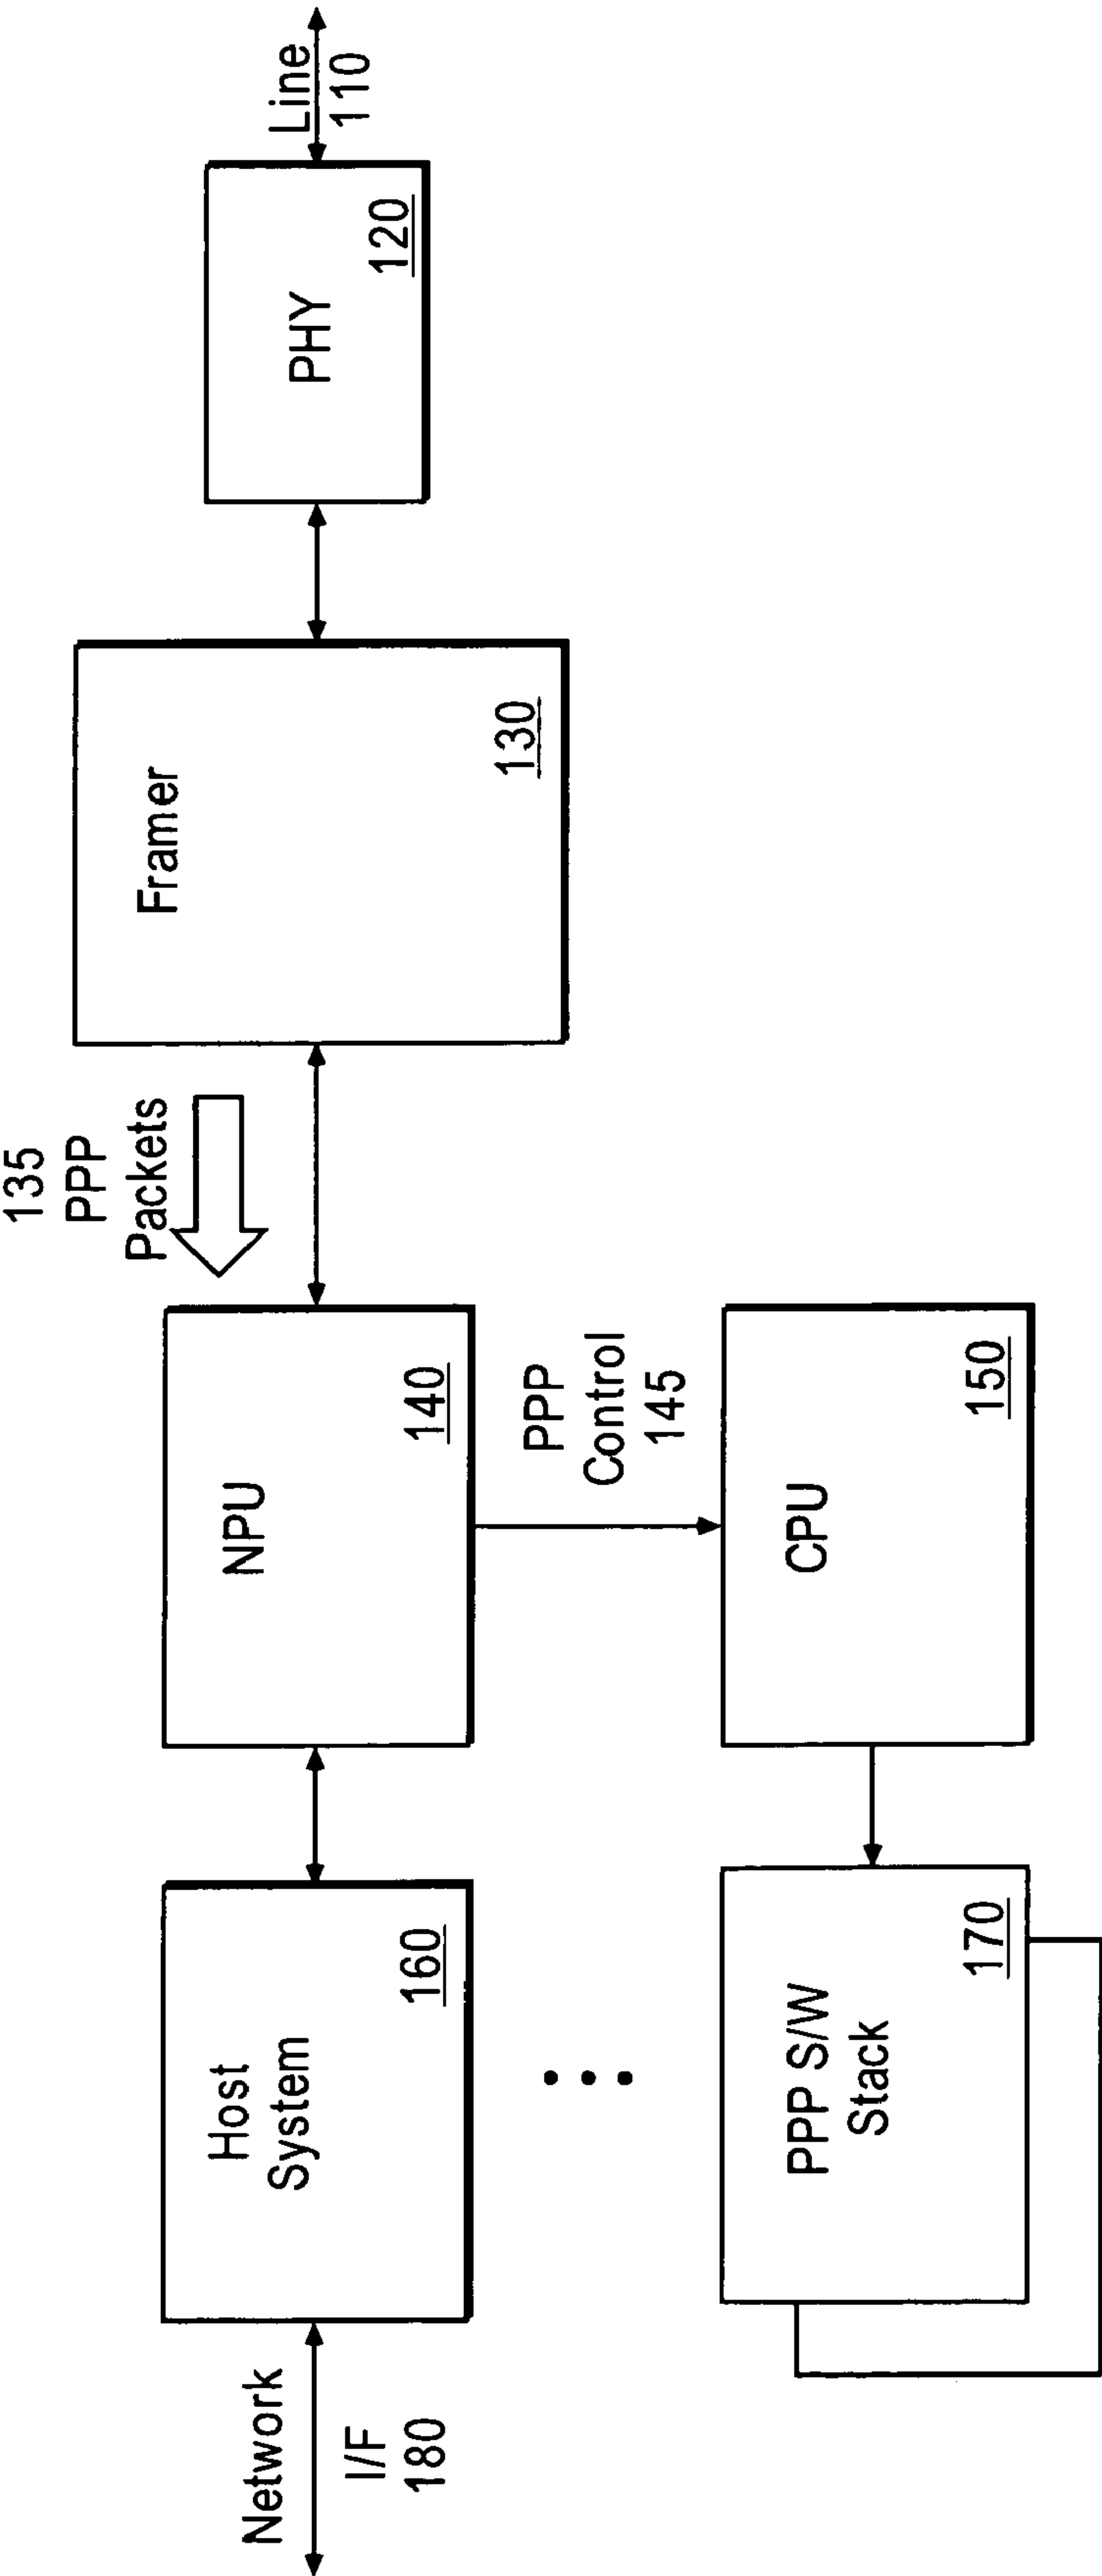 Network
I/F
180
Host
System
160
NPU
140
135
PPP
Packets
Framer
130
PHY
120
Line
110
PPP
Control
145
PPP S/W
Stack
170
CPU
150